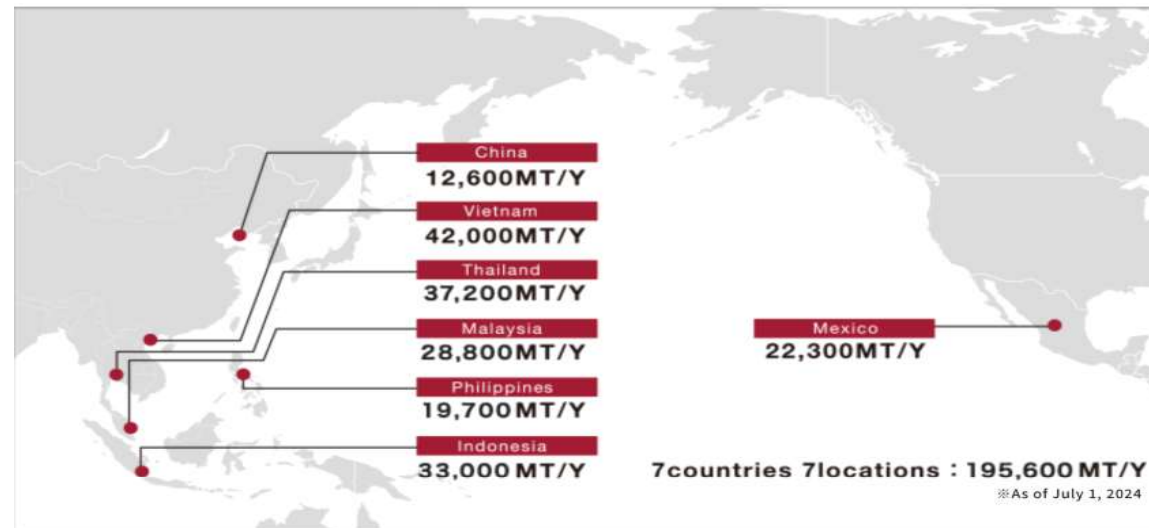 China
12,600MT/Y
Vietnam
42,000MT/Y
Thailand
37,200MT/Y
Malaysia
28,800MT/Y
Philippines
19,700MT/Y
Indonesia
33,000MT/Y
Mexico
22,300MT/Y
7countries 7locations：195,600MT/Y
※As of July 1, 2024